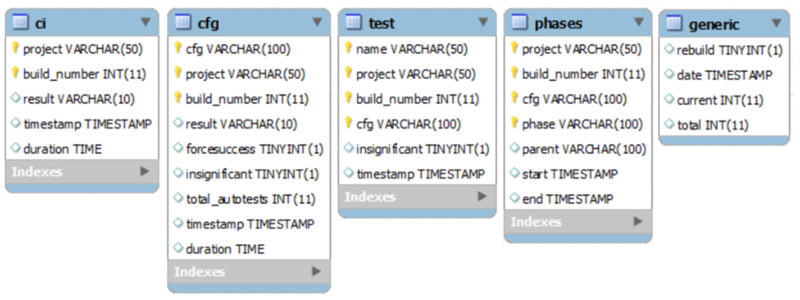 ci
project VARCHAR(50)
build_number INT(11)
result VARCHAR(10)
timestamp TIMESTAMP
duration TIME
Indexes
cfg
cfg VARCHAR(100)
project VARCHAR(50)
build_number INT(11)
result VARCHAR(10)
forcesuccess TINYINT(1)
insignificant TINYINT(1)
total_autotests INT(11)
timestamp TIMESTAMP
duration TIME
Indexes
test
name VARCHAR(50)
project VARCHAR(50)
build_number INT(11)
cfg VARCHAR(100)
insignificant TINYINT(1)
timestamp TIMESTAMP
Indexes
phases
project VARCHAR(50)
build_number INT(11)
cfg VARCHAR(100)
phase VARCHAR(100)
parent VARCHAR(100)
start TIMESTAMP
end TIMESTAMP
Indexes
generic
rebuild TINYINT(1)
date TIMESTAMP
current INT(11)
total INT(11)